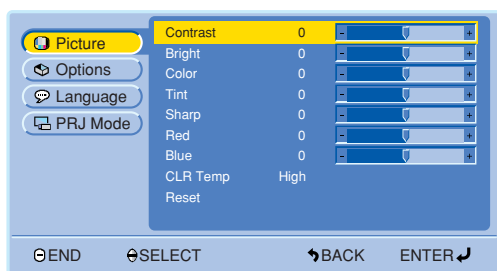 Picture
Options
Language
PRJ Mode
Contrast 0 - +
Bright 0 - +
Color 0 - +
Tint 0 - +
Sharp 0 - +
Red 0 - +
Blue 0 - +
CLR Temp High
Reset
END SELECT BACK ENTER